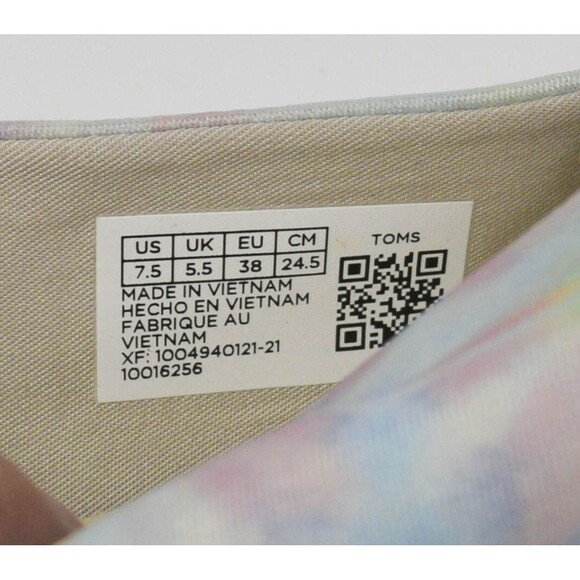 US UK EU CM
7.5 5.5 38 24.5
TOMS
MADE IN VIETNAM
HECHO EN VIETNAM
FABRIQUE AU
VIETNAM
XF: 1004940121-21
10016256